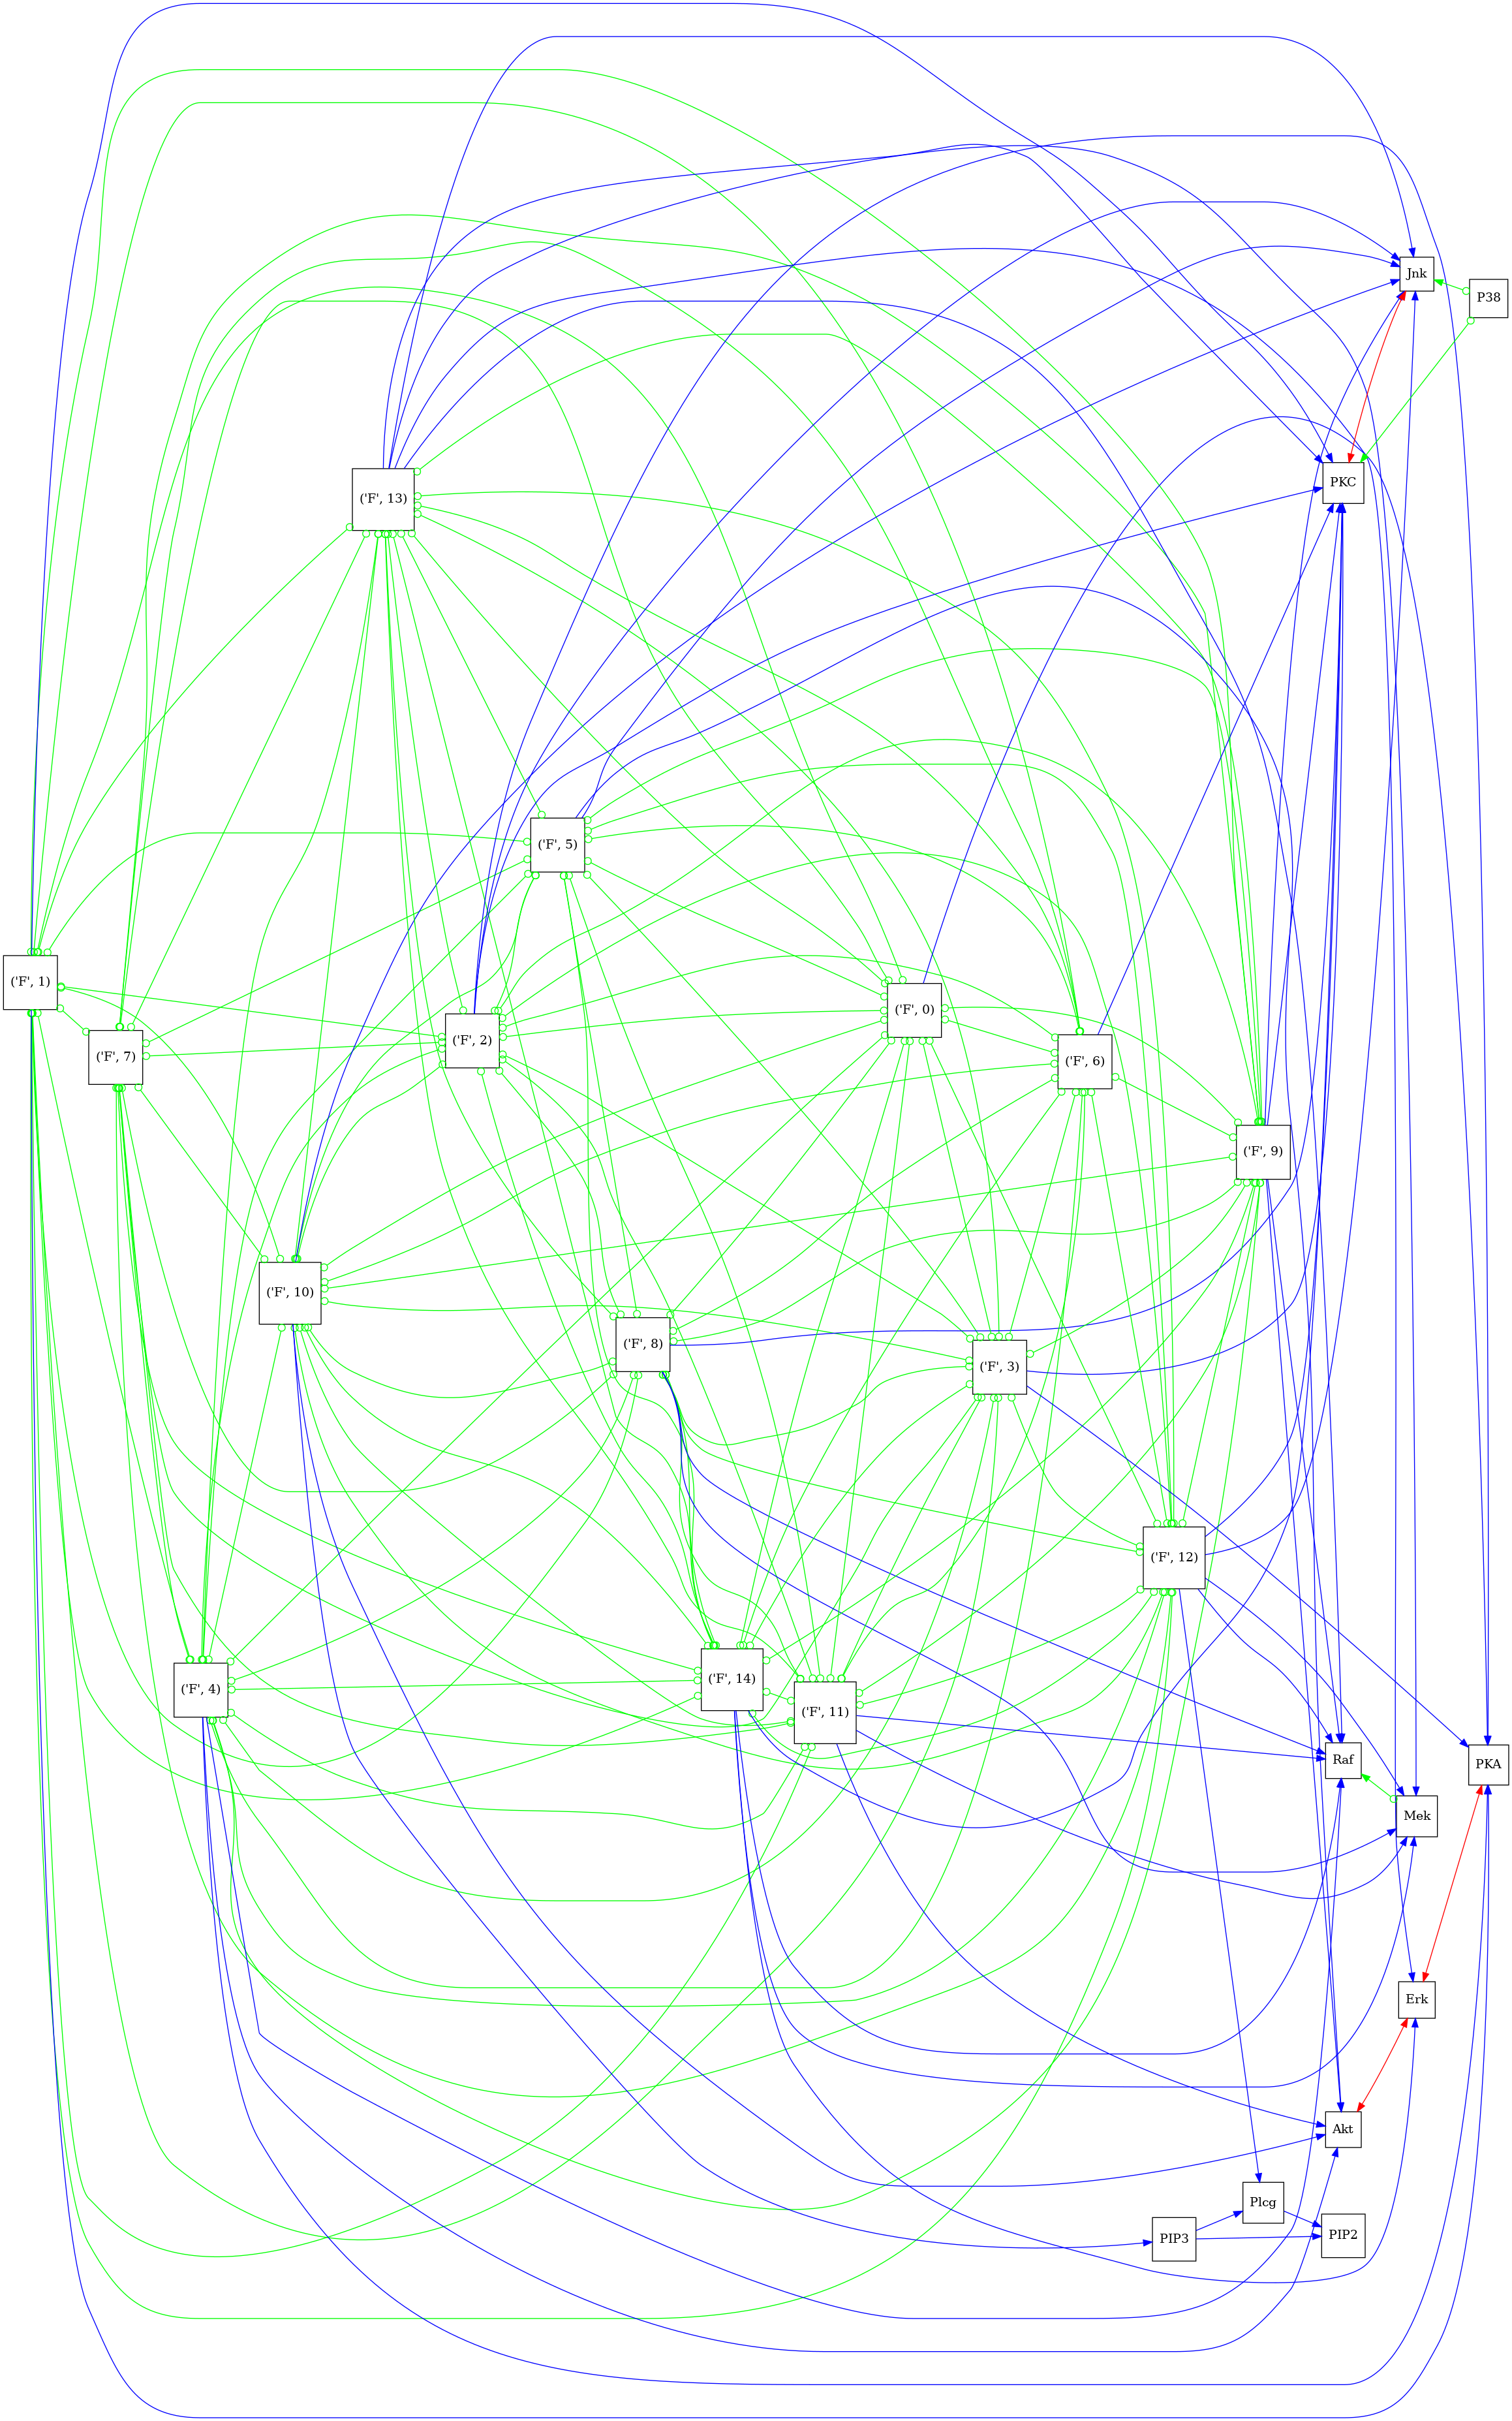 Jnk
P38
PKC
('F', 13)
('F', 5)
('F', 1)
('F', 0)
('F', 2)
('F', 7)
('F', 6)
('F', 9)
('F', 10)
('F', 8)
('F', 3)
('F', 12)
('F', 4)
('F', 14)
('F', 11)
Raf
PKA
Mek
Erk
Akt
Plcg
PIP3
PIP2